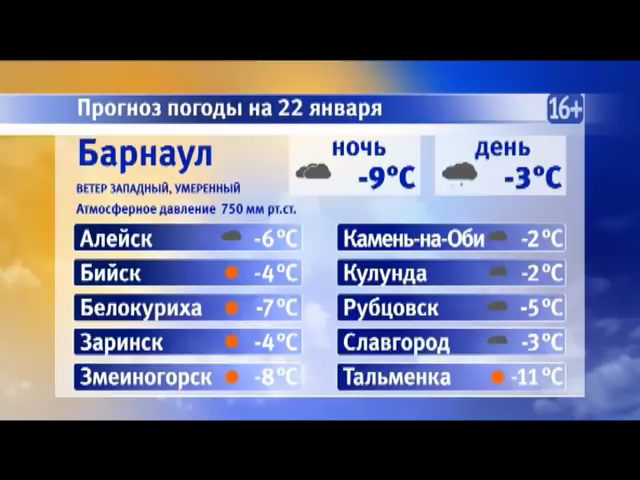 Прогноз погоды на 22 января
16+
Барнаул
ночь
-9°C
день
-3°C
ВЕТЕР ЗАПАДНЫЙ, УМЕРЕННЫЙ
Атмосферное давление 750 мм рт.ст.
Алейск -6°C
Бийск -4°C
Белокуриха -7°C
Заринск -4°C
Змеиногорск -8°C
Камень-на-Оби -2°C
Кулунда -2°C
Рубцовск -5°C
Славгород -3°C
Тальменка -11°C